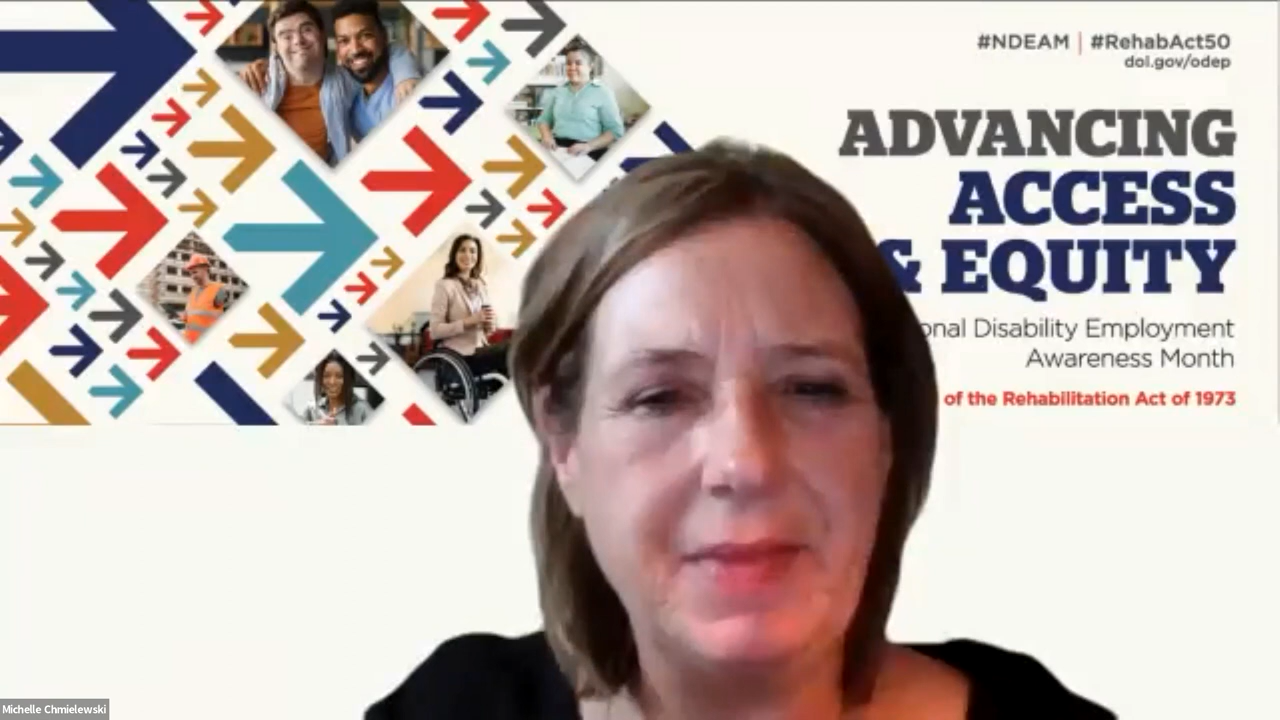 #NDEAM | #RehabAct50
dol.gov/odep
ADVANCING
ACCESS
& EQUITY
onal Disability Employment
Awareness Month
of the Rehabilitation Act of 1973
Michelle Chmielewski